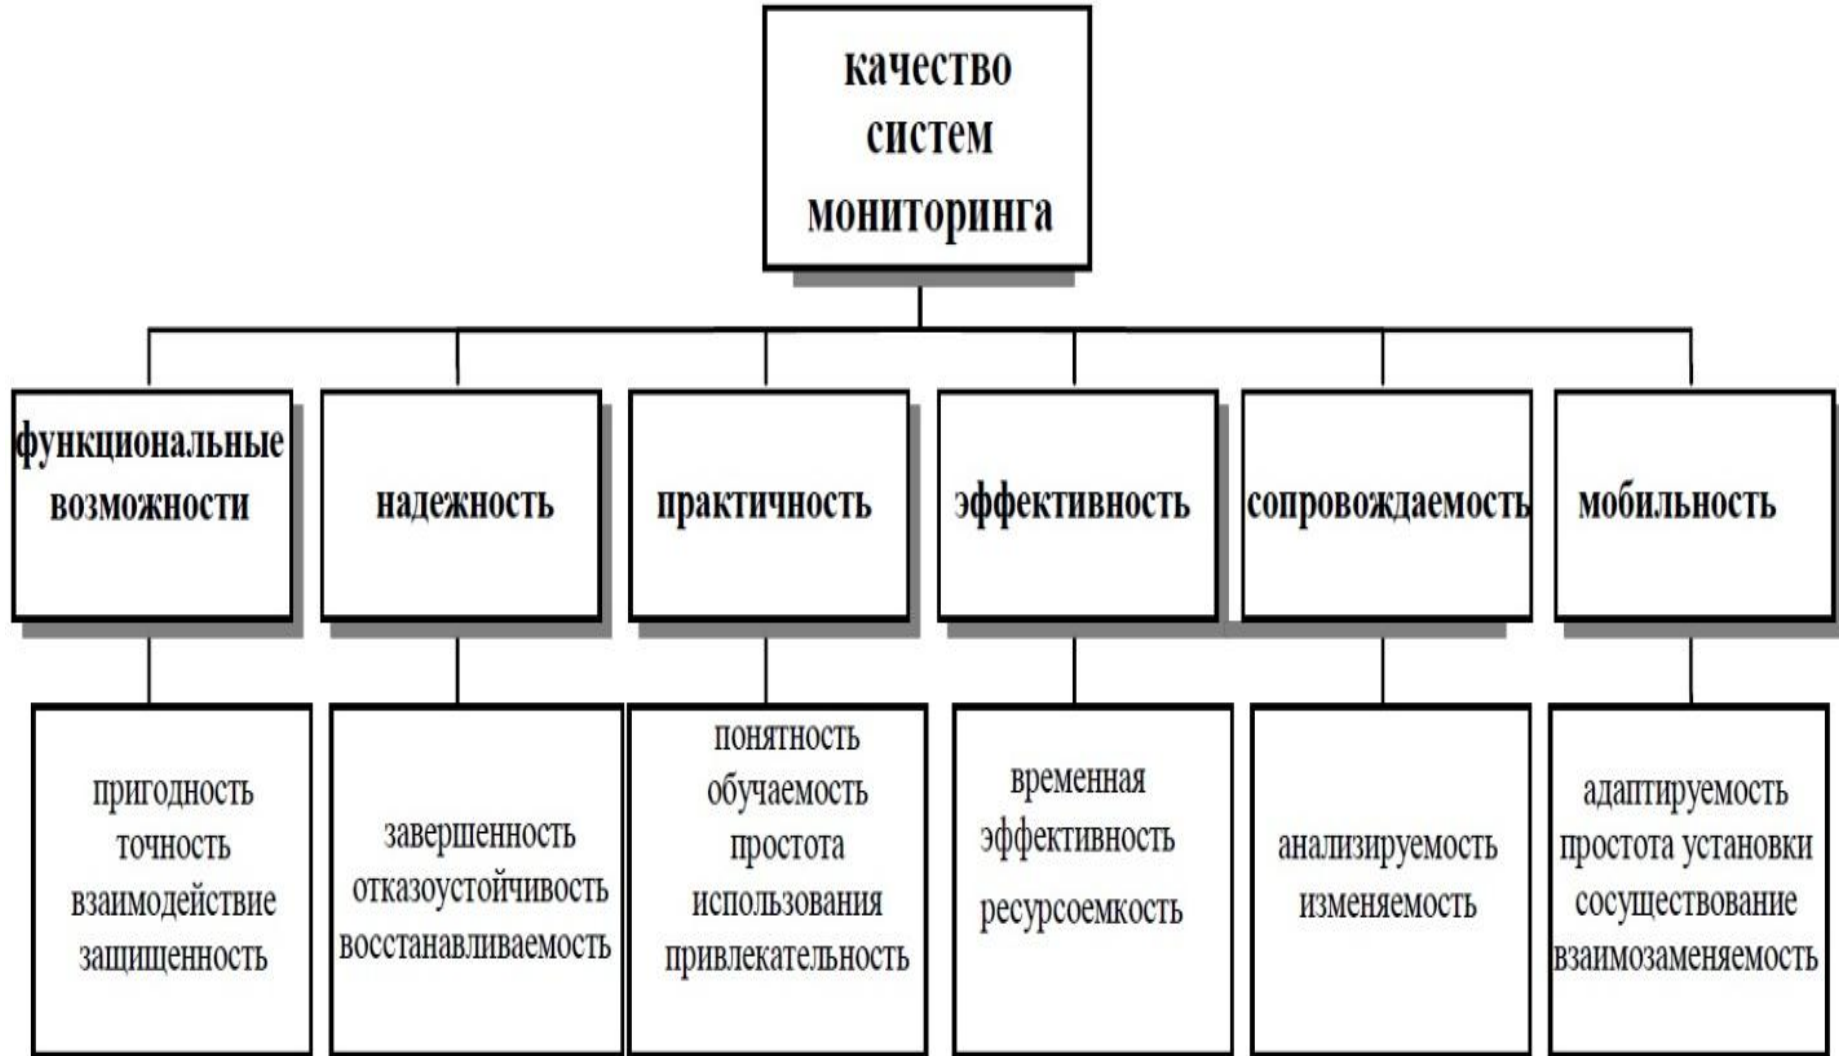 качество
систем
мониторинга
функциональные
возможности
надежность
практичность
эффективность
сопровождаемость
мобильность
пригодность
точность
взаимодействие
защищенность
завершенность
отказоустойчивость
восстанавливаемость
понятность
обучаемость
простота
использования
привлекательность
временная
эффективность
ресурсоемкость
анализируемость
изменяемость
адаптируемость
простота установки
сосуществование
взаимозаменяемость